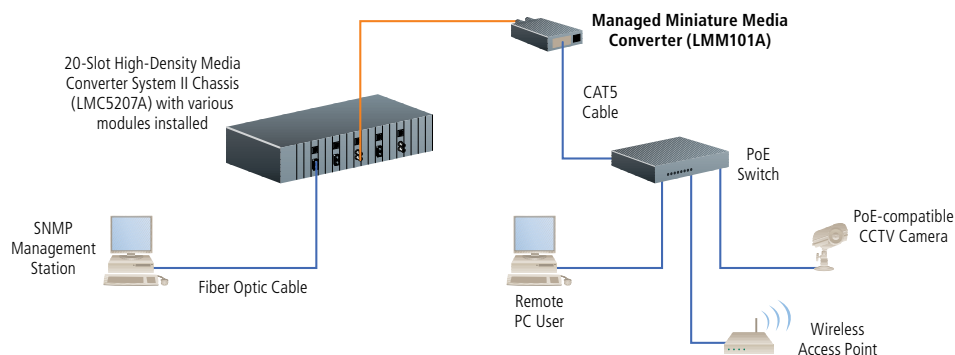 Managed Miniature Media
Converter (LMM101A)
20-Slot High-Density Media
Converter System II Chassis
(LMC5207A) with various
modules installed
CAT5
Cable
PoE
Switch
SNMP
Management
Station
Fiber Optic Cable
Remote
PC User
PoE-compatible
CCTV Camera
Wireless
Access Point